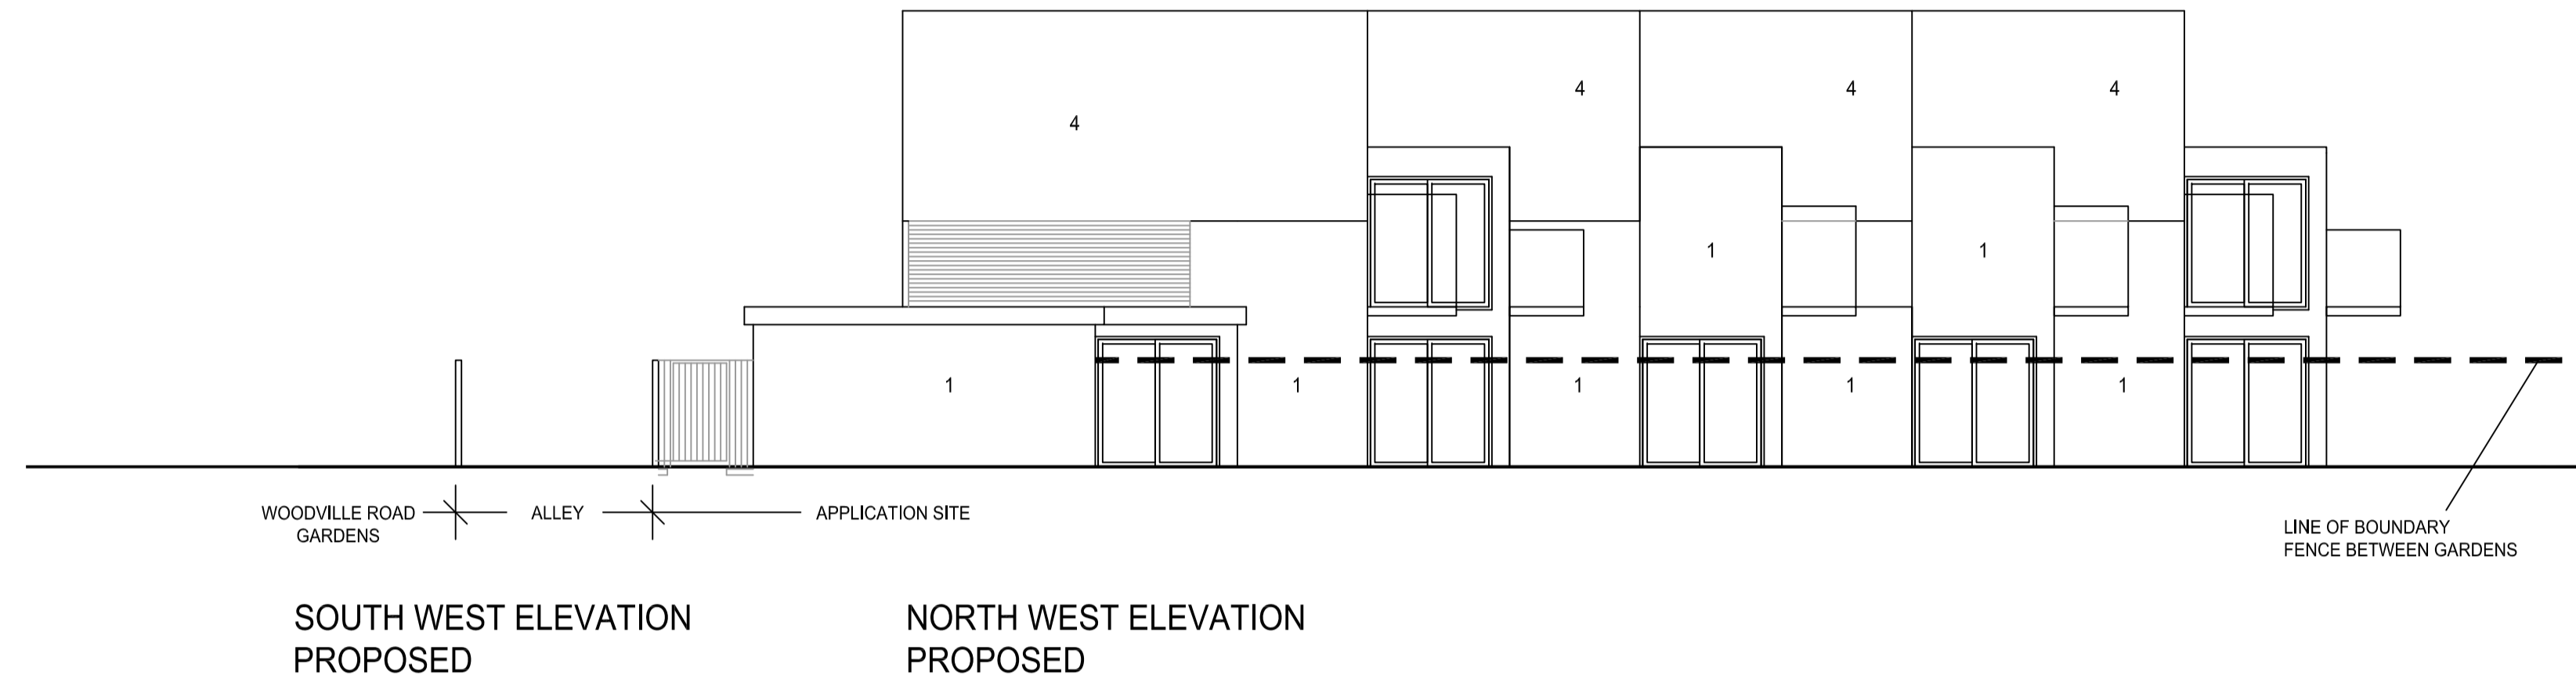 4
4
4
4
1
1
1
1
1
1
1
WOODVILLE ROAD
GARDENS
ALLEY
APPLICATION SITE
LINE OF BOUNDARY
FENCE BETWEEN GARDENS
SOUTH WEST ELEVATION
PROPOSED
NORTH WEST ELEVATION
PROPOSED